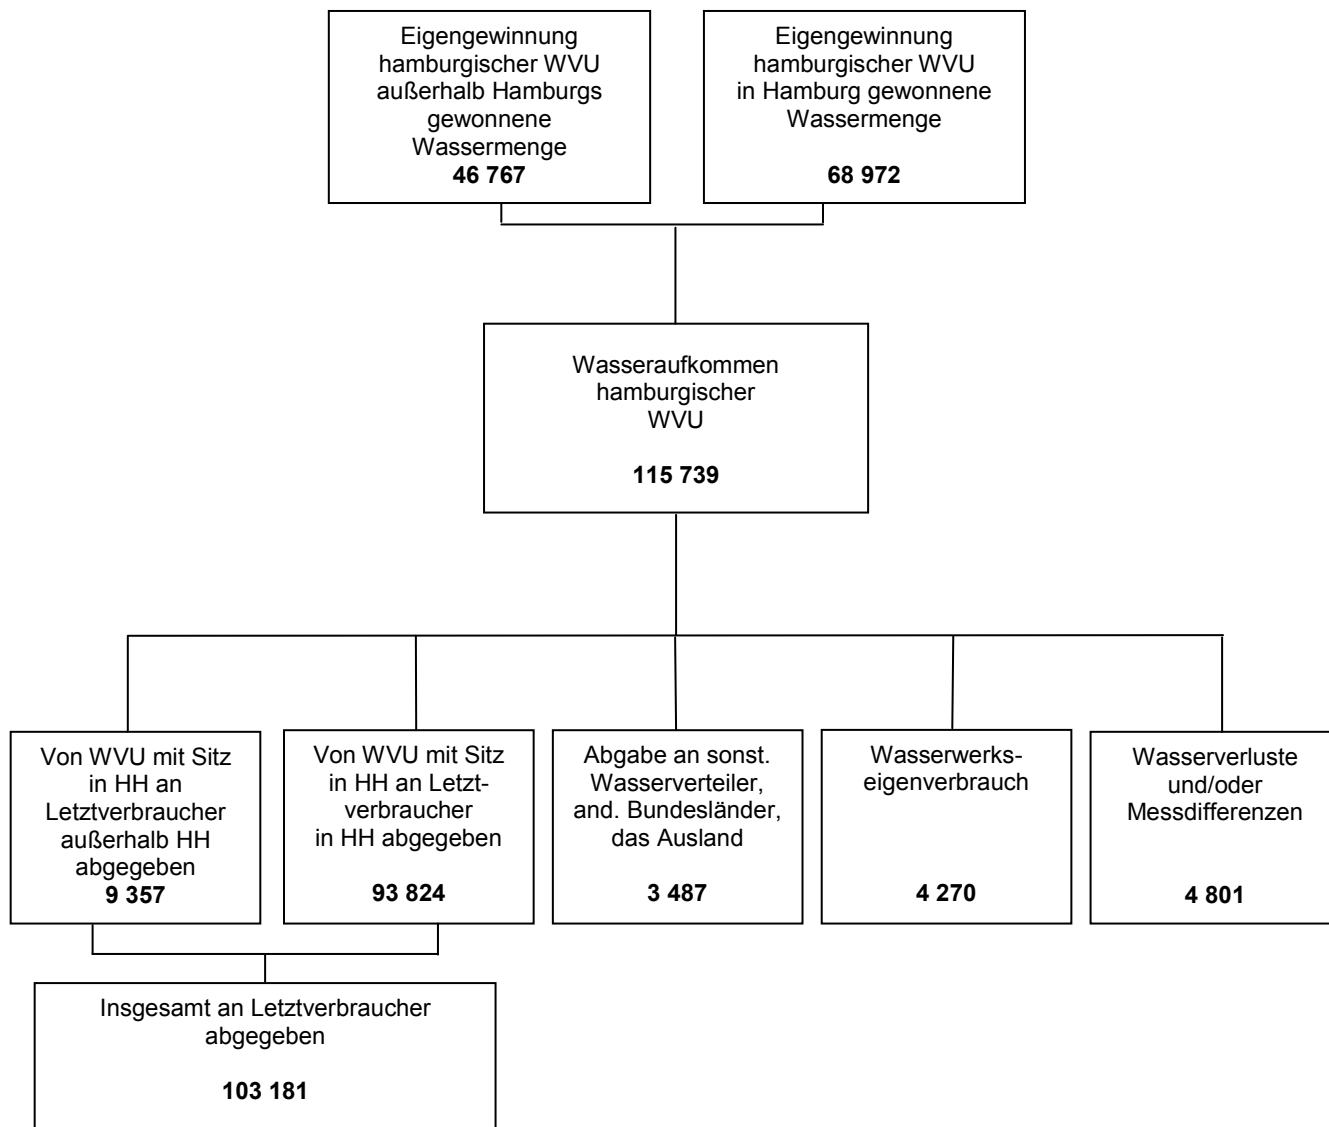 Eigengewinnung
hamburgischer WVU
außerhalb Hamburgs
gewonnene
Wassermenge
46 767
Eigengewinnung
hamburgischer WVU
in Hamburg gewonnene
Wassermenge
68 972
Wasseraufkommen
hamburgischer
WVU
115 739
Von WVU mit Sitz
in HH an
Letztverbraucher
außerhalb HH
abgegeben
9 357
Von WVU mit Sitz
in HH an Letzt-
verbraucher
in HH abgegeben
93 824
Abgabe an sonst.
Wasserverteiler,
and. Bundesländer,
das Ausland
3 487
Wasserwerks-
eigenverbrauch
4 270
Wasserverluste
und/oder
Messdifferenzen
4 801
Insgesamt an Letztverbraucher
abgegeben
103 181